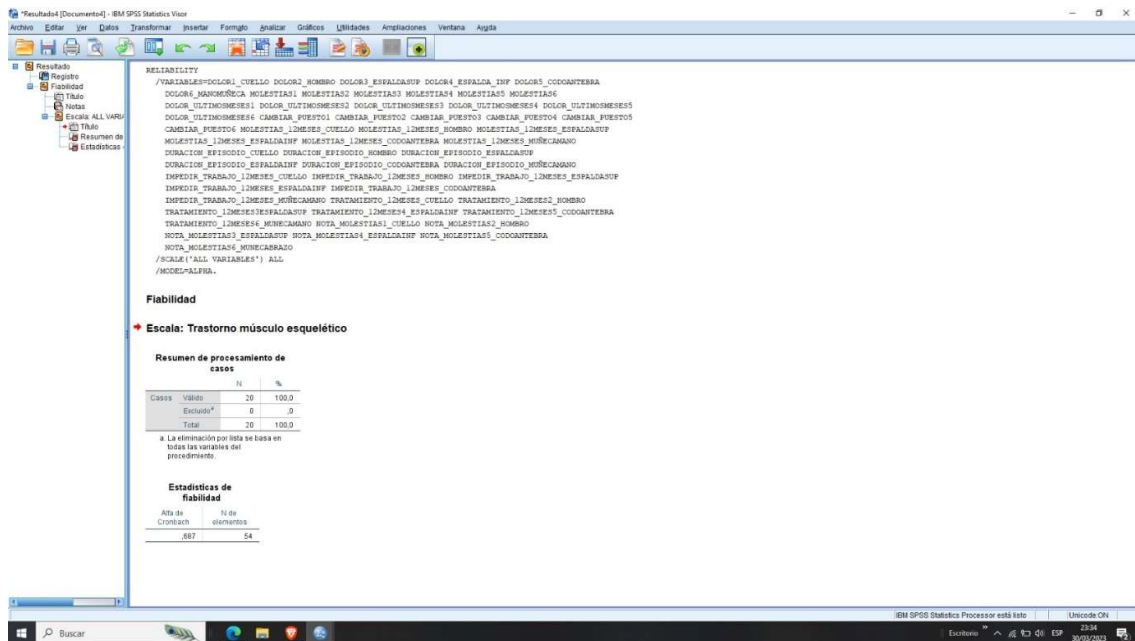 *Resultado4 [Documento4] - IBM SPSS Statistics Visor
Archivo Editar Ver Datos Transformar Insertar Formato Analizar Gráficos Utilidades Ampliaciones Ventana Ayuda
Resultado
Registro
Fiabilidad
Título
Notas
Escala: ALL VARIA
Título
Resumen de
Estadísticas
RELIABILITY
/VARIABLES=DOLOR1_CUELLO DOLOR2_HOMBRO DOLOR3_ESPALDASUP DOLOR4_ESPALDA_INF DOLOR5_CODOANTEBRA
DOLOR6_MANOMUÑECA MOLESTIAS1 MOLESTIAS2 MOLESTIAS3 MOLESTIAS4 MOLESTIAS5 MOLESTIAS6
DOLOR_ULTIMOSMESES1 DOLOR_ULTIMOSMESES2 DOLOR_ULTIMOSMESES3 DOLOR_ULTIMOSMESES4 DOLOR_ULTIMOSMESES5
DOLOR_ULTIMOSMESES6 CAMBIAR_PUESTO1 CAMBIAR_PUESTO2 CAMBIAR_PUESTO3 CAMBIAR_PUESTO4 CAMBIAR_PUESTO5
CAMBIAR_PUESTO6 MOLESTIAS_12MESES_CUELLO MOLESTIAS_12MESES_HOMBRO MOLESTIAS_12MESES_ESPALDASUP
MOLESTIAS_12MESES_ESPALDAINF MOLESTIAS_12MESES_CODOANTEBRA MOLESTIAS_12MESES_MUÑECAMANO
DURACION_EPISODIO_CUELLO DURACION_EPISODIO_HOMBRO DURACION_EPISODIO_ESPALDASUP
DURACION_EPISODIO_ESPALDAINF DURACION_EPISODIO_CODOANTEBRA DURACION_EPISODIO_MUÑECAMANO
IMPEDIR_TRABAJO_12MESES_CUELLO IMPEDIR_TRABAJO_12MESES_HOMBRO IMPEDIR_TRABAJO_12MESES_ESPALDASUP
IMPEDIR_TRABAJO_12MESES_ESPALDAINF IMPEDIR_TRABAJO_12MESES_CODOANTEBRA
IMPEDIR_TRABAJO_12MESES_MUÑECAMANO TRATAMIENTO_12MESES_CUELLO TRATAMIENTO_12MESES2_HOMBRO
TRATAMIENTO_12MESES3ESPALDASUP TRATAMIENTO_12MESES4_ESPALDAINF TRATAMIENTO_12MESES5_CODOANTEBRA
TRATAMIENTO_12MESES6_MUNECAMANO NOTA_MOLESTIAS1_CUELLO NOTA_MOLESTIAS2_HOMBRO
NOTA_MOLESTIAS3_ESPALDASUP NOTA_MOLESTIAS4_ESPALDAINF NOTA_MOLESTIAS5_CODOANTEBRA
NOTA_MOLESTIAS6_MUNECABRAZO
/SCALE('ALL VARIABLES') ALL
/MODEL=ALPHA.
Fiabilidad
Escala: Trastorno músculo esquelético
Resumen de procesamiento de
casos
N %
Casos Válido 20 100,0
Excluido a 0 ,0
Total 20 100,0
a. La eliminación por lista se basa en
todas las variables del
procedimiento.
Estadísticas de
fiabilidad
Alfa de N de
Cronbach elementos
,687 54
IBM SPSS Statistics Processor está listo Unicode:ON
Buscar
Escritorio ESP 23:34
30/03/2023